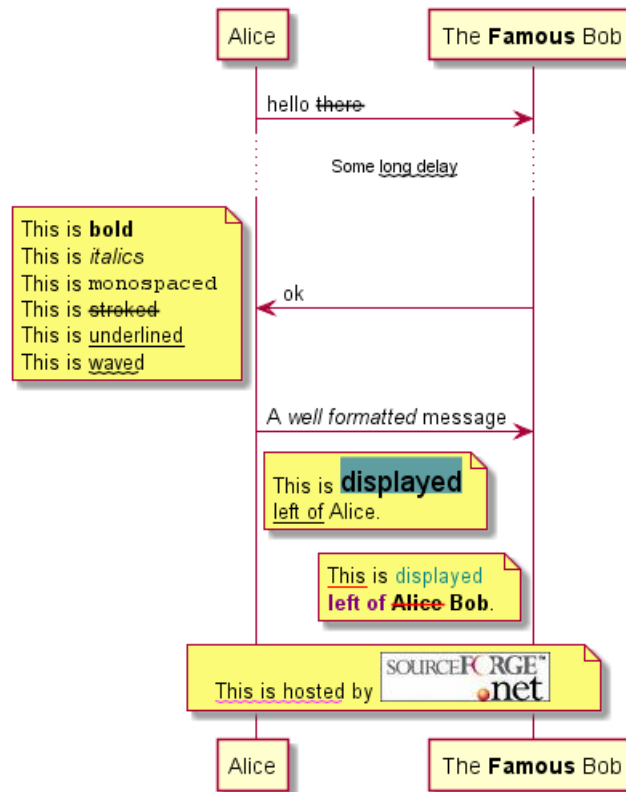 Alice
The Famous Bob
hello there
Some long delay
This is bold
This is italics
This is monospaced
This is stroked
This is underlined
This is waved
ok
A well formatted message
This is displayed
left of Alice.
This is displayed
left of Alice Bob.
This is hosted by SOURCEFORGE™
.net
Alice
The Famous Bob